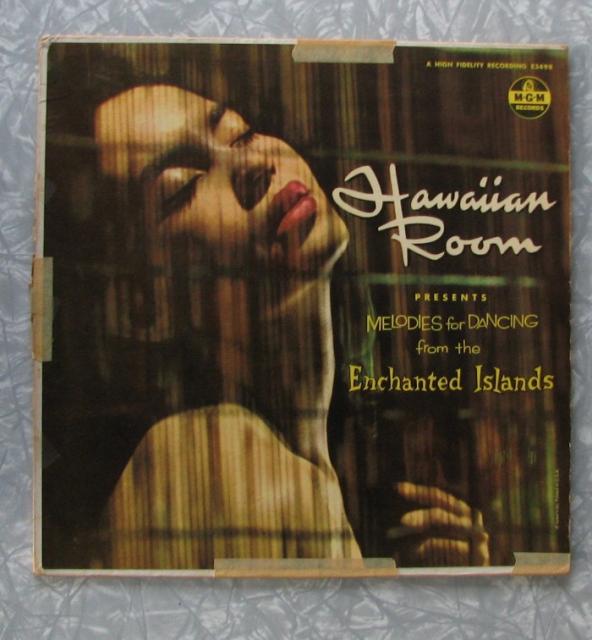 A HIGH FIDELITY RECORDING E3498
M-G-M
RECORDS
Hawaiian
Room
PRESENTS
MELODIES for DANCING
from the
Enchanted Islands